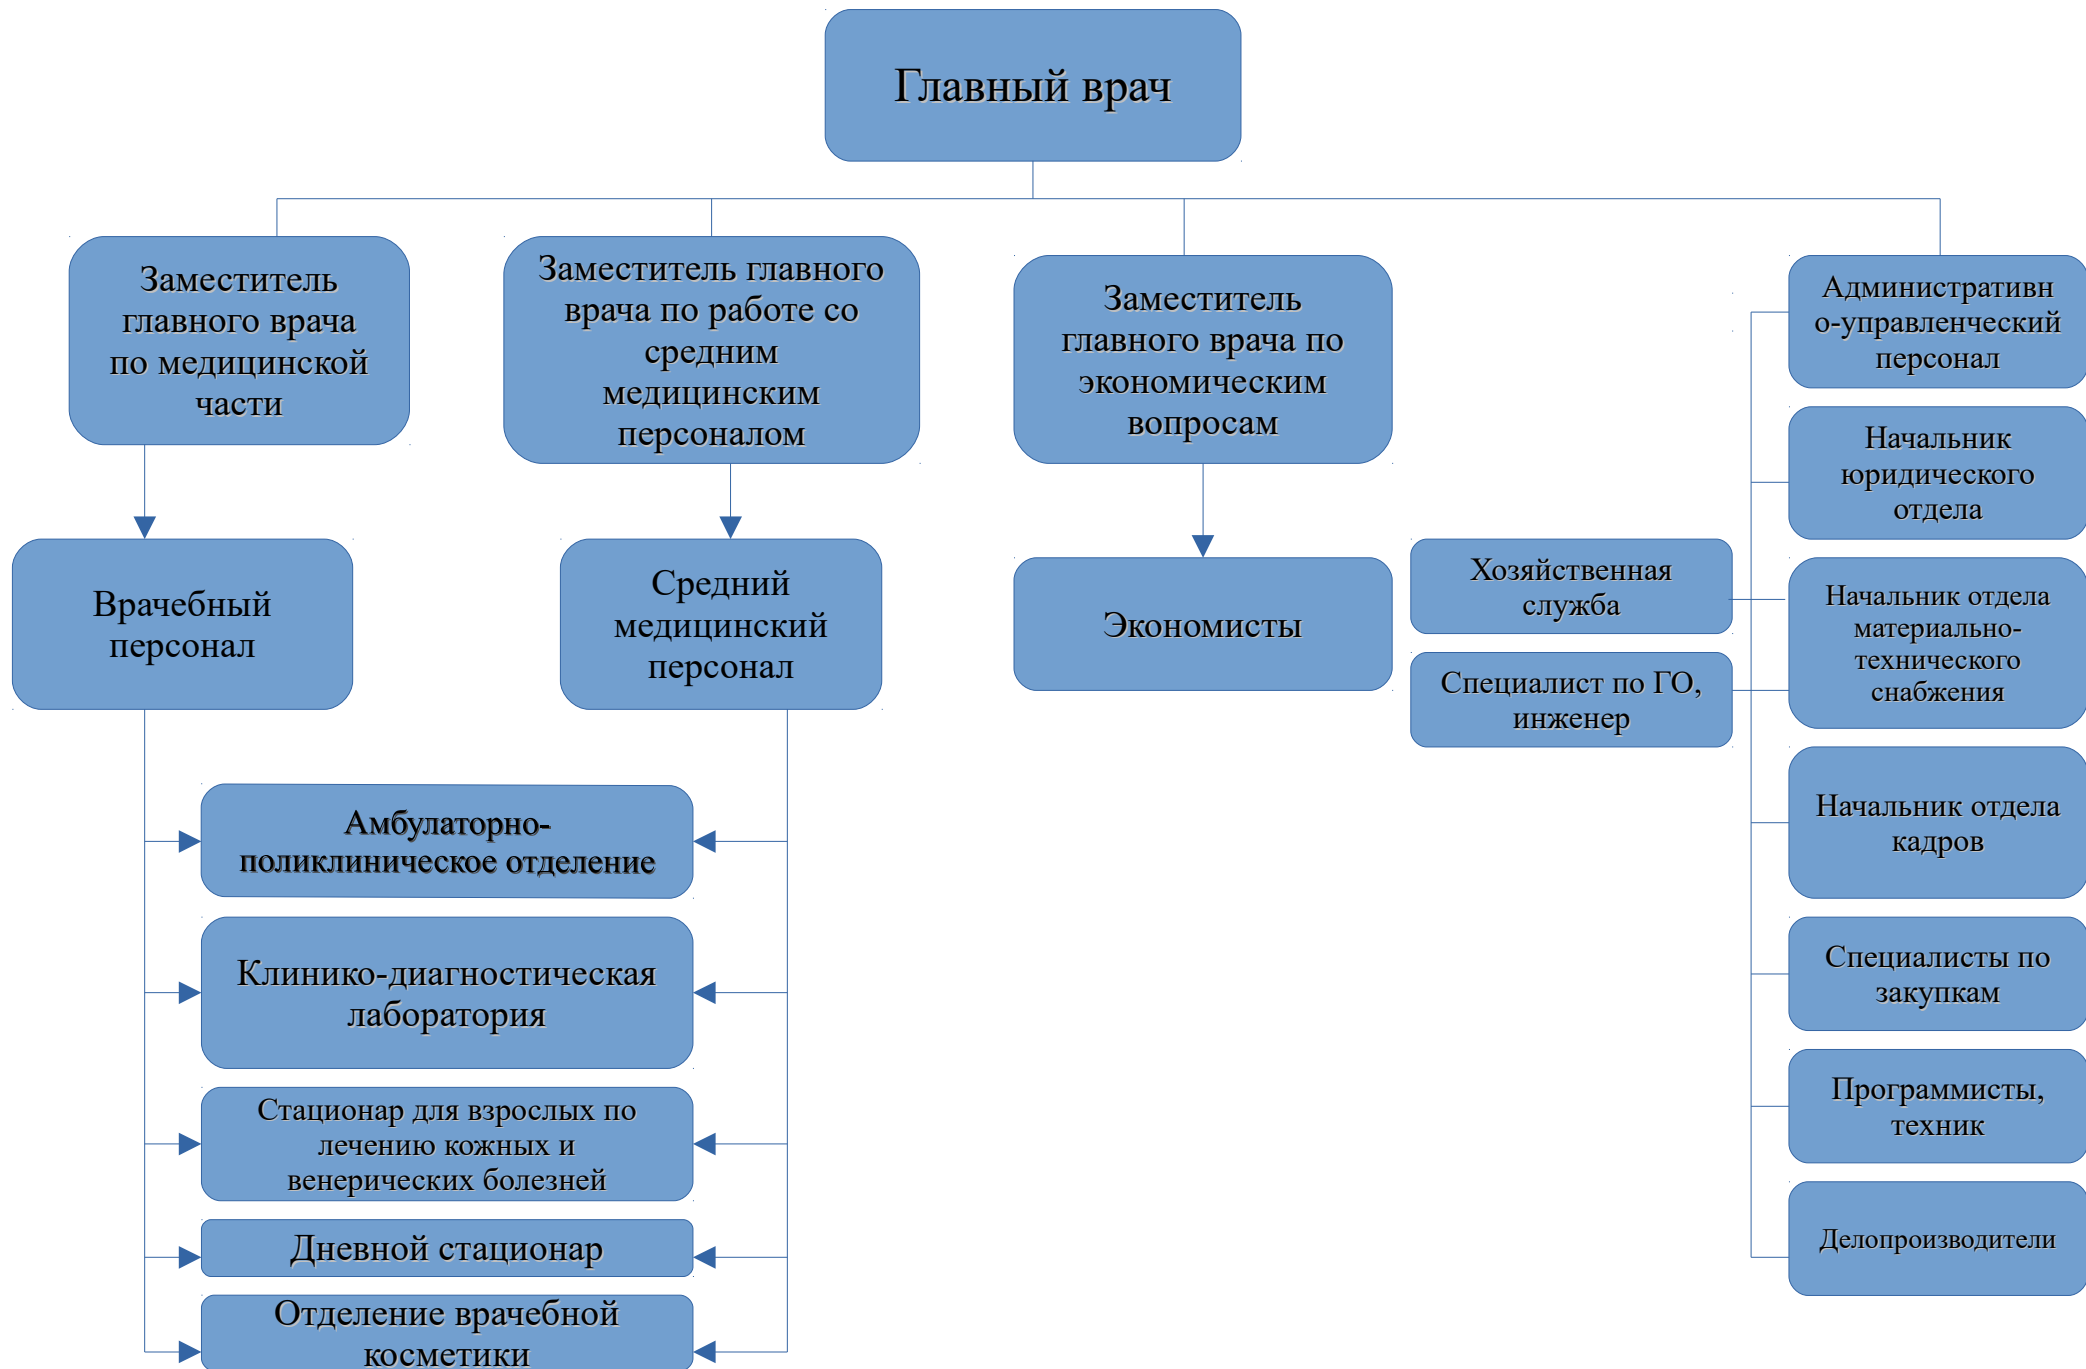 Главный врач
Заместитель
главного врача
по медицинской
части
Заместитель главного
врача по работе со
средним
медицинским
персоналом
Заместитель
главного врача по
экономическим
вопросам
Административн
о-управленческий
персонал
Начальник
юридического
отдела
Врачебный
персонал
Средний
медицинский
персонал
Экономисты
Хозяйственная
служба
Начальник отдела
материально-
технического
снабжения
Специалист по ГО,
инженер
Амбулаторно-
поликлиническое отделение
Начальник отдела
кадров
Клинико-диагностическая
лаборатория
Специалисты по
закупкам
Стационар для взрослых по
лечению кожных и
венерических болезней
Программисты,
техник
Дневной стационар
Делопроизводители
Отделение врачебной
косметики